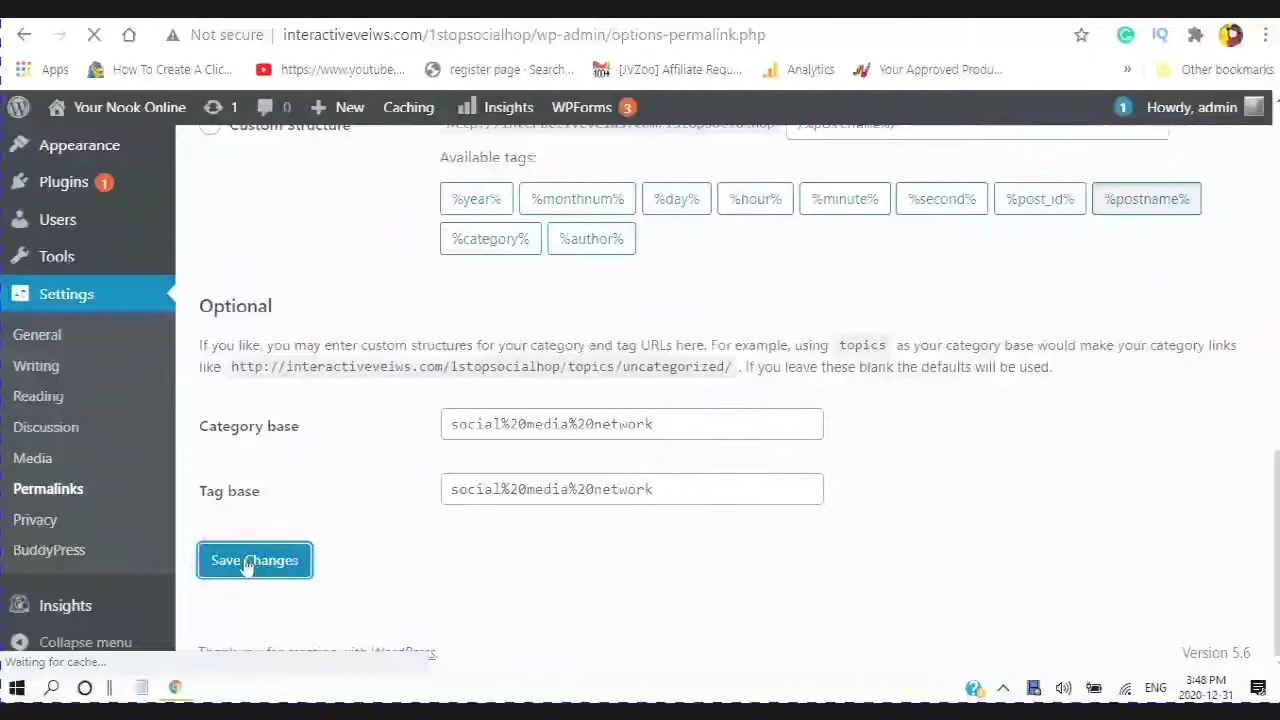 Not secure interactiveveiws.com/1stopsocialhop/wp-admin/options-permalink.php
Apps How To Create A Clic... https://www.youtube.... register page - Search... [JVZoo] Affiliate Requ... Analytics Your Approved Produ... » Other bookmarks
Your Nook Online 1 0 New Caching Insights WPForms 3 1 Howdy, admin
Custom Structure /%postname%/
Appearance
Plugins 1
Users
Tools
Settings
General
Writing
Reading
Discussion
Media
Permalinks
Privacy
BuddyPress
Insights
Collapse menu
Available tags:
%year% %monthnum% %day% %hour% %minute% %second% %post_id% %postname%
%category% %author%
Optional
If you like, you may enter custom structures for your category and tag URLs here. For example, using topics as your category base would make your category links
like http://interactiveveiws.com/1stopsocialhop/topics/uncategorized/ . If you leave these blank the defaults will be used.
Category base social%20media%20network
Tag base social%20media%20network
Save Changes
Thank you for creating with WordPress.
Version 5.6
Waiting for cache...
ENG
3:48 PM
2020-12-31